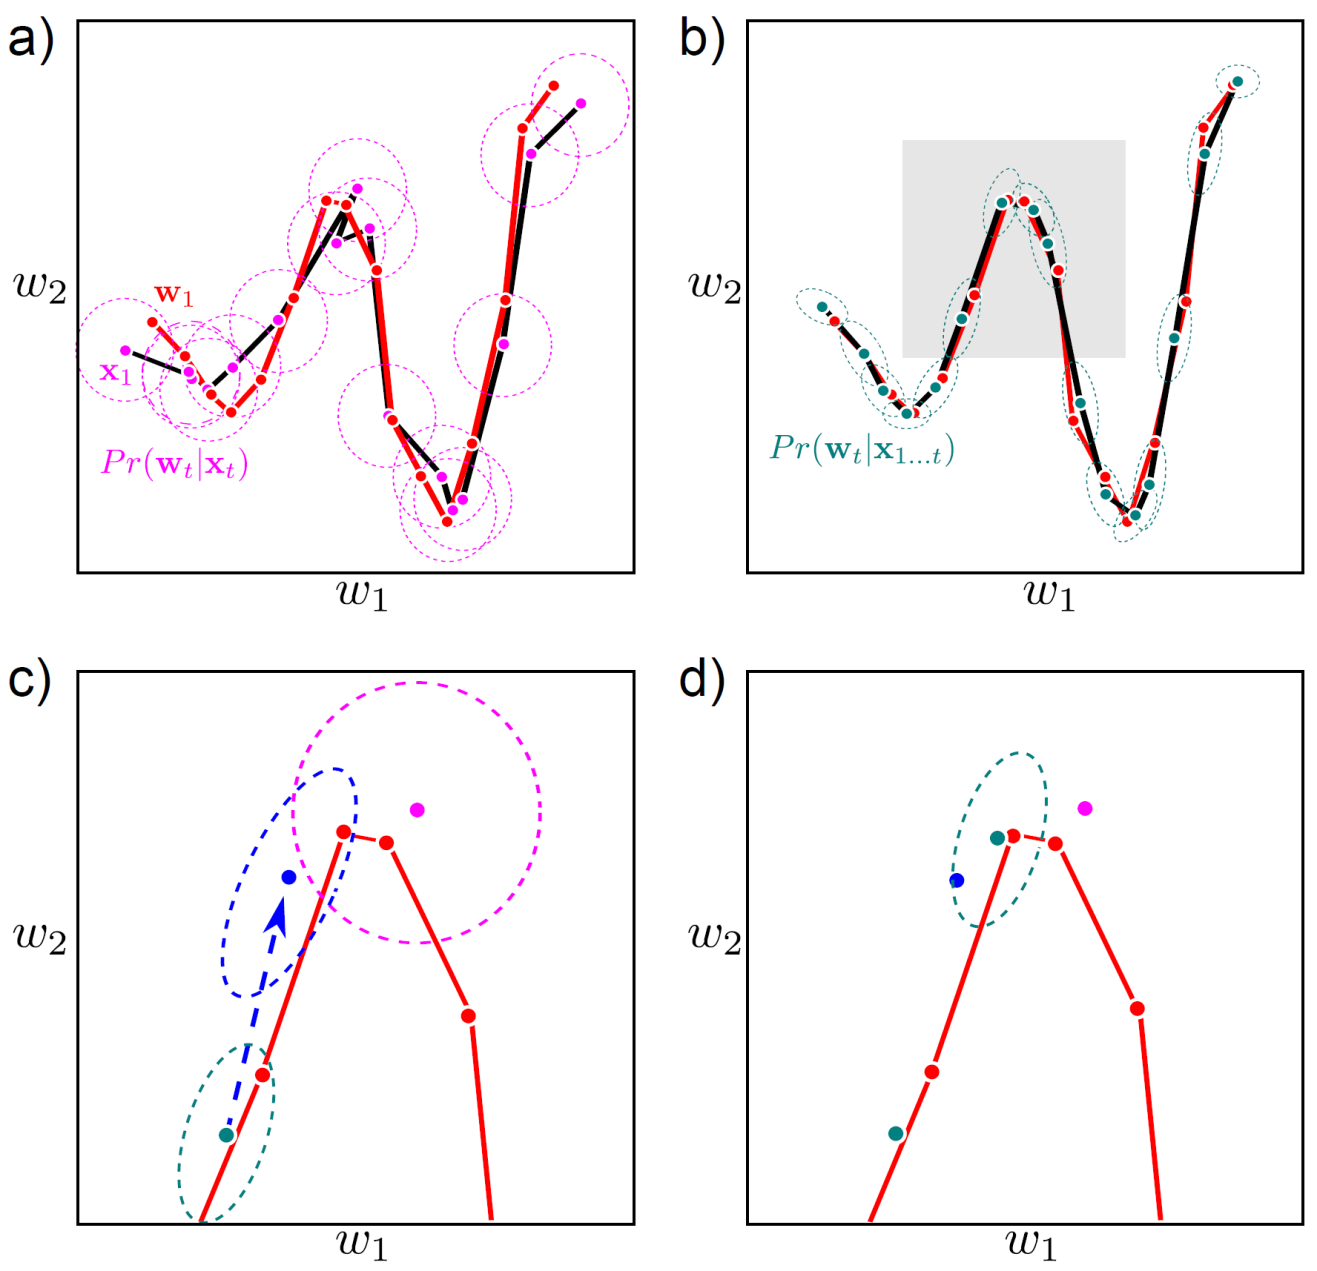 a)
w₂
w₁
x₁
Pr(wₜ|xₜ)
w₁
b)
w₂
Pr(wₜ|x₁...ₜ)
w₁
c)
w₂
w₁
d)
w₂
w₁